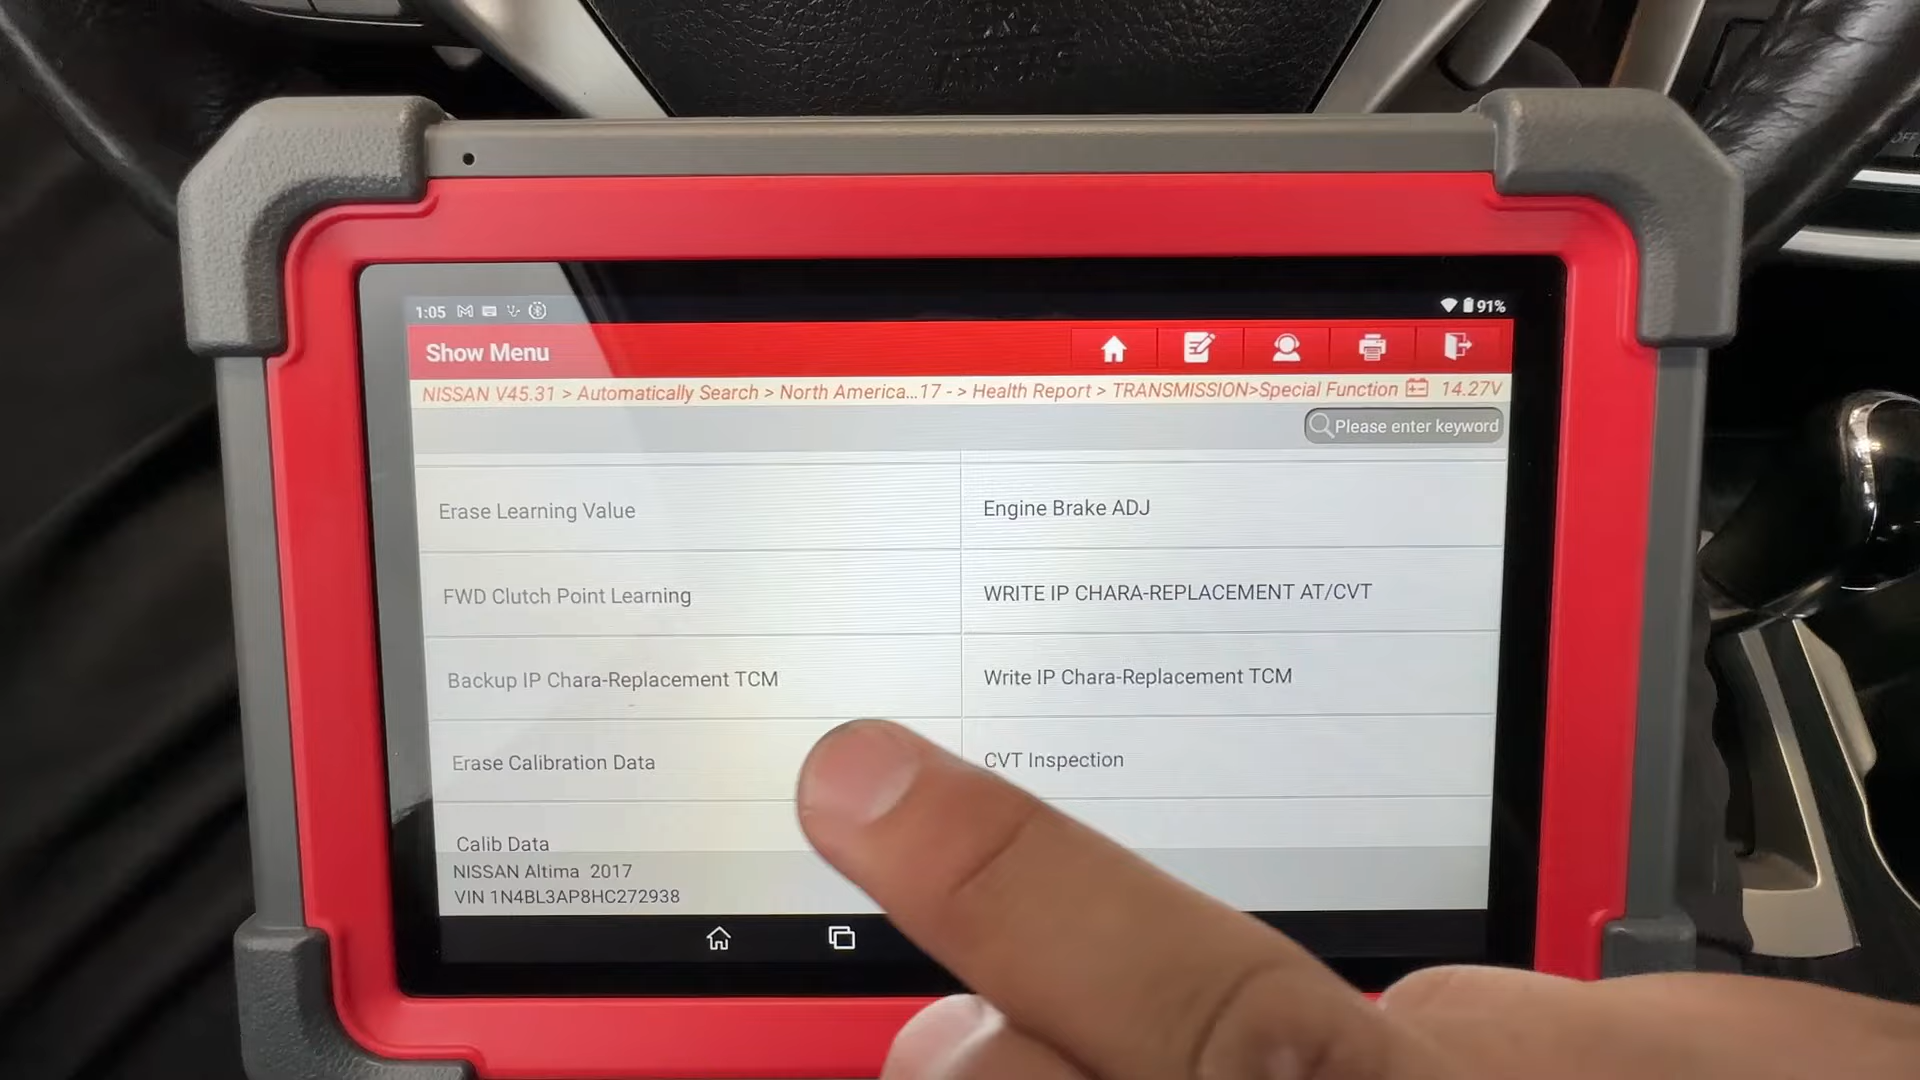 1:05
91%
Show Menu
NISSAN V45.31 > Automatically Search > North America...17 - > Health Report > TRANSMISSION>Special Function 14.27V
Please enter keyword
Erase Learning Value
Engine Brake ADJ
FWD Clutch Point Learning
WRITE IP CHARA-REPLACEMENT AT/CVT
Backup IP Chara-Replacement TCM
Write IP Chara-Replacement TCM
Erase Calibration Data
CVT Inspection
Calib Data
NISSAN Altima 2017
VIN 1N4BL3AP8HC272938